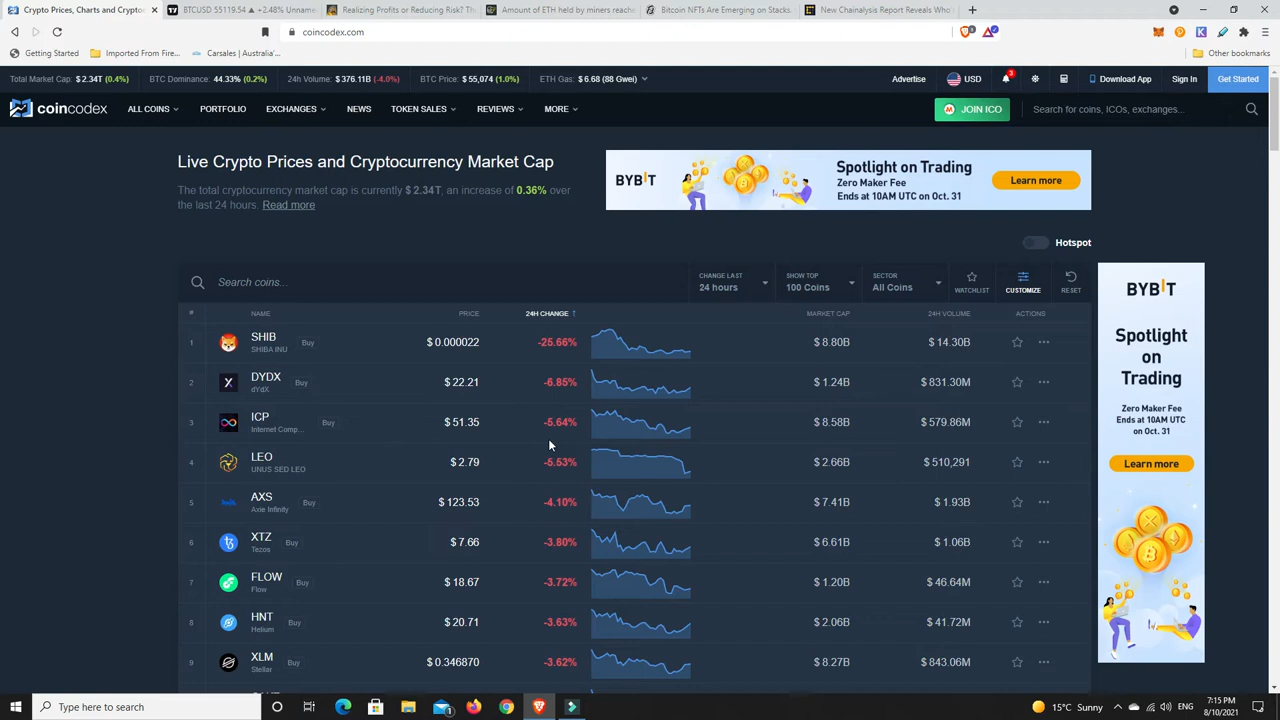 Crypto Prices, Charts and Cryptoc
BTCUSD 55119.54 ▲ +2.48% Unname
Realizing Profits or Reducing Risk? Th
Amount of ETH held by miners reache
Bitcoin NFTs Are Emerging on Stacks.
New Chainalysis Report Reveals Who'
coincodex.com
3
2
Getting Started
Imported From Fire...
Carsales | Australia'...
Other bookmarks
Total Market Cap: $ 2.34T (0.4%)
BTC Dominance: 44.33% (0.2%)
24h Volume: $ 376.11B (-4.0%)
BTC Price: $ 55,074 (1.0%)
ETH Gas: $ 6.68 (88 Gwei)
Advertise
USD
3
Download App
Sign In
Get Started
coincodex
ALL COINS
PORTFOLIO
EXCHANGES
NEWS
TOKEN SALES
REVIEWS
MORE
JOIN ICO
Search for coins, ICOs, exchanges...
Live Crypto Prices and Cryptocurrency Market Cap
The total cryptocurrency market cap is currently $ 2.34T, an increase of 0.36% over
the last 24 hours. Read more
BYBIT
Spotlight on Trading
Zero Maker Fee
Ends at 10AM UTC on Oct. 31
Learn more
Hotspot
Search coins...
CHANGE LAST
24 hours
SHOW TOP
100 Coins
SECTOR
All Coins
WATCHLIST
CUSTOMIZE
RESET
# NAME PRICE 24H CHANGE ↑ MARKET CAP 24H VOLUME ACTIONS
1 SHIB Buy $ 0.000022 -25.66% $ 8.80B $ 14.30B
SHIBA INU
2 DYDX Buy $ 22.21 -6.85% $ 1.24B $ 831.30M
dYdX
3 ICP Buy $ 51.35 -5.64% $ 8.58B $ 579.86M
Internet Comp...
4 LEO $ 2.79 -5.53% $ 2.66B $ 510,291
UNUS SED LEO
5 AXS Buy $ 123.53 -4.10% $ 7.41B $ 1.93B
Axie Infinity
6 XTZ Buy $ 7.66 -3.80% $ 6.61B $ 1.06B
Tezos
7 FLOW Buy $ 18.67 -3.72% $ 1.20B $ 46.64M
Flow
8 HNT Buy $ 20.71 -3.63% $ 2.06B $ 41.72M
Helium
9 XLM Buy $ 0.346870 -3.62% $ 8.27B $ 843.06M
Stellar
BYBIT
Spotlight
on
Trading
Zero Maker Fee
Ends at 10AM UTC
on Oct. 31
Learn more
Type here to search
15°C Sunny
7:15 PM
8/10/2021